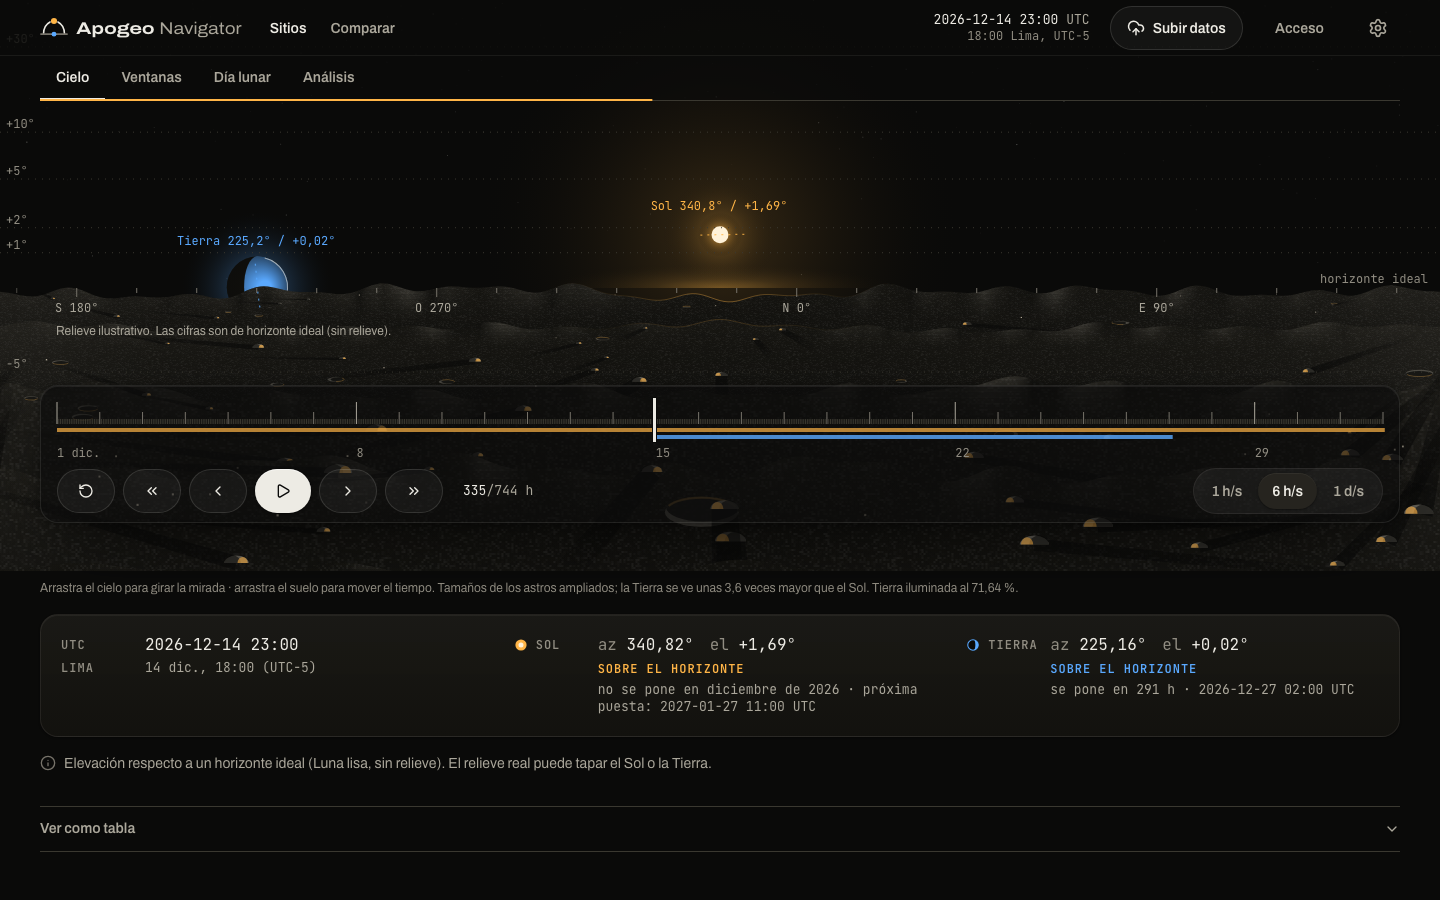 Apogeo Navigator
Sitios
Comparar
2026-12-14 23:00 UTC
18:00 Lima, UTC-5
Subir datos
Acceso
+30°
Cielo
Ventanas
Día lunar
Análisis
+10°
+5°
+2°
+1°
Sol 340,8° / +1,69°
Tierra 225,2° / +0,02°
horizonte ideal
S 180°
O 270°
N 0°
E 90°
Relieve ilustrativo. Las cifras son de horizonte ideal (sin relieve).
-5°
1 dic.
8
15
22
29
335/744 h
1 h/s
6 h/s
1 d/s
Arrastra el cielo para girar la mirada · arrastra el suelo para mover el tiempo. Tamaños de los astros ampliados; la Tierra se ve unas 3,6 veces mayor que el Sol. Tierra iluminada al 71,64 %.
UTC 2026-12-14 23:00
LIMA 14 dic., 18:00 (UTC-5)
SOL az 340,82° el +1,69°
SOBRE EL HORIZONTE
no se pone en diciembre de 2026 · próxima
puesta: 2027-01-27 11:00 UTC
TIERRA az 225,16° el +0,02°
SOBRE EL HORIZONTE
se pone en 291 h · 2026-12-27 02:00 UTC
Elevación respecto a un horizonte ideal (Luna lisa, sin relieve). El relieve real puede tapar el Sol o la Tierra.
Ver como tabla